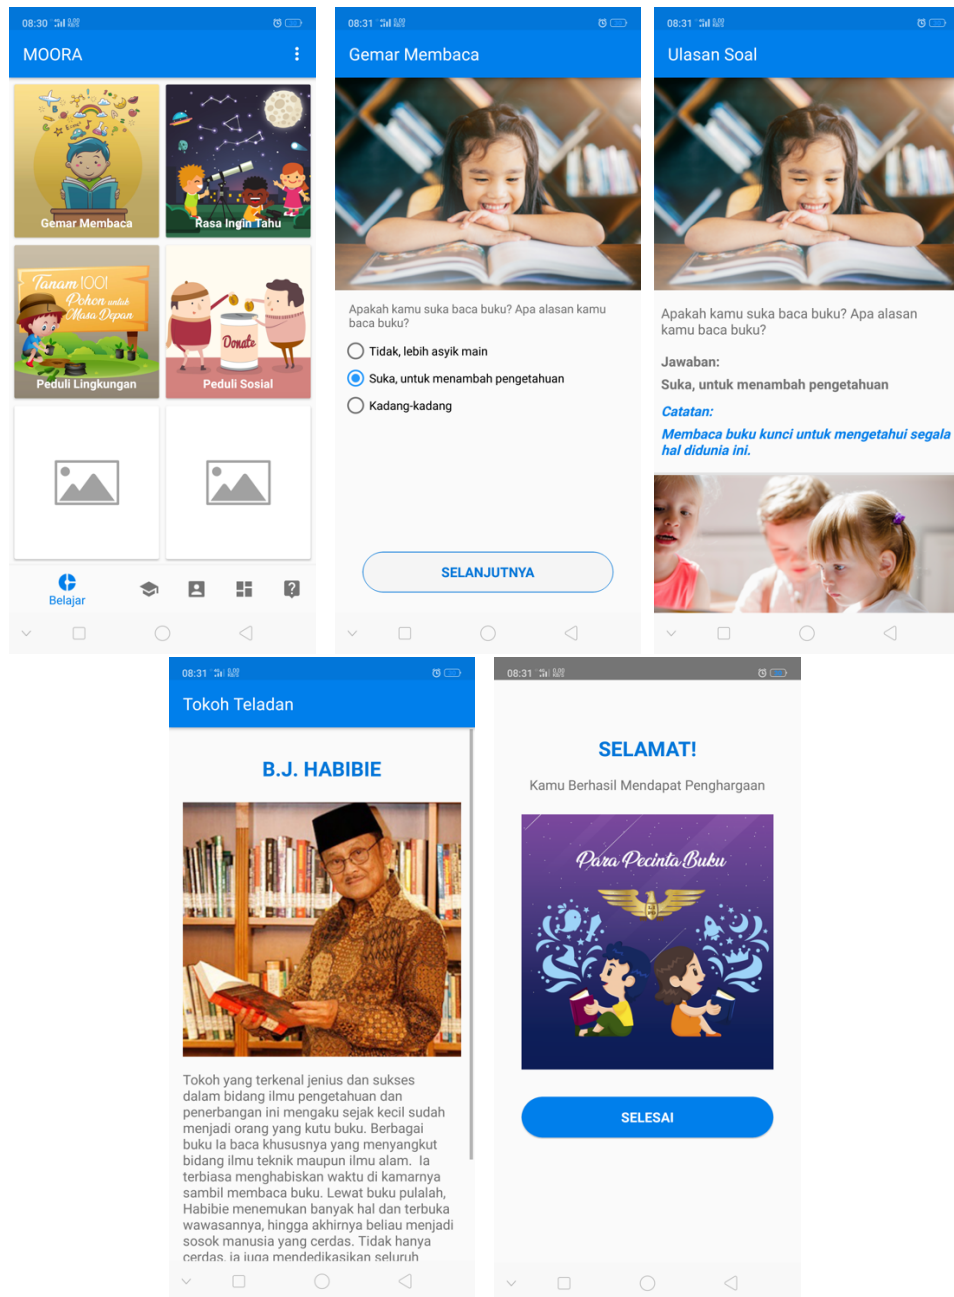 08:30
MOORA
Gemar Membaca
Rasa Ingin Tahu
Tanam 1001
Pohon untuk
Masa Depan
Peduli Lingkungan
Donate
Peduli Sosial
Belajar
08:31
Gemar Membaca
Apakah kamu suka baca buku? Apa alasan kamu
baca buku?
Tidak, lebih asyik main
Suka, untuk menambah pengetahuan
Kadang-kadang
SELANJUTNYA
08:31
Ulasan Soal
Apakah kamu suka baca buku? Apa alasan
kamu baca buku?
Jawaban:
Suka, untuk menambah pengetahuan
Catatan:
Membaca buku kunci untuk mengetahui segala
hal didunia ini.
08:31
Tokoh Teladan
B.J. HABIBIE
Tokoh yang terkenal jenius dan sukses
dalam bidang ilmu pengetahuan dan
penerbangan ini mengaku sejak kecil sudah
menjadi orang yang kutu buku. Berbagai
buku Ia baca khususnya yang menyangkut
bidang ilmu teknik maupun ilmu alam.  Ia
terbiasa menghabiskan waktu di kamarnya
sambil membaca buku. Lewat buku pulalah,
Habibie menemukan banyak hal dan terbuka
wawasannya, hingga akhirnya beliau menjadi
sosok manusia yang cerdas. Tidak hanya
cerdas, ia juga mendedikasikan seluruh
08:31
SELAMAT!
Kamu Berhasil Mendapat Penghargaan
Para Pecinta Buku
SELESAI